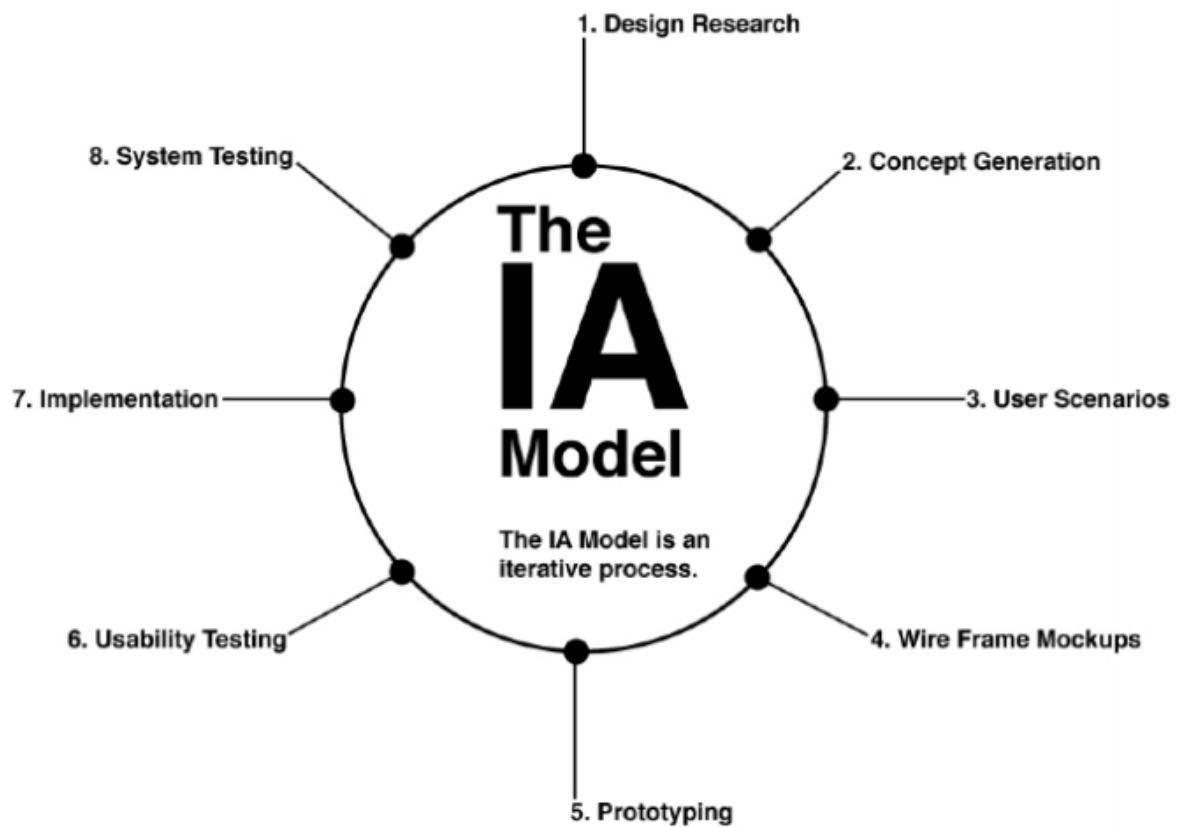 1. Design Research
2. Concept Generation
3. User Scenarios
4. Wire Frame Mockups
5. Prototyping
6. Usability Testing
7. Implementation
8. System Testing
The
IA
Model
The IA Model is an
iterative process.